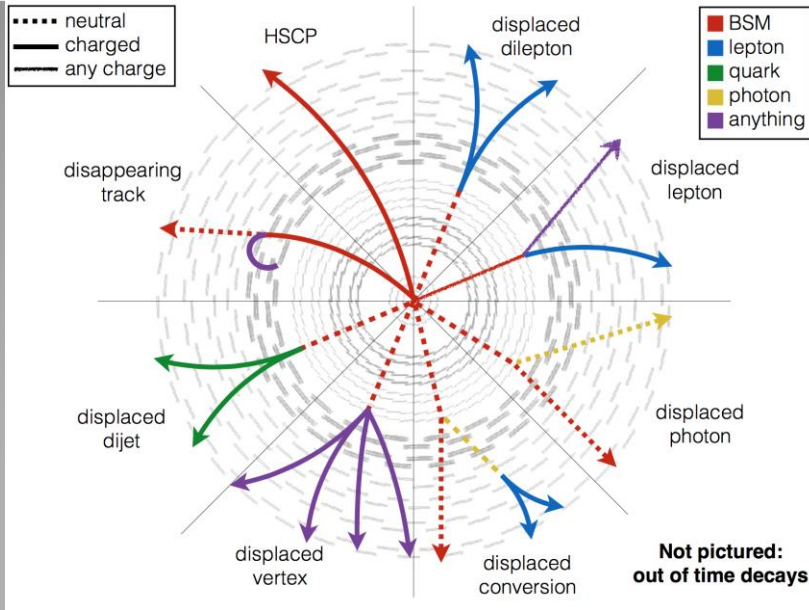 neutral
charged
any charge
HSCP
displaced
dilepton
BSM
lepton
quark
photon
anything
disappearing
track
displaced
lepton
displaced
dijet
displaced
photon
displaced
vertex
displaced
conversion
Not pictured:
out of time decays